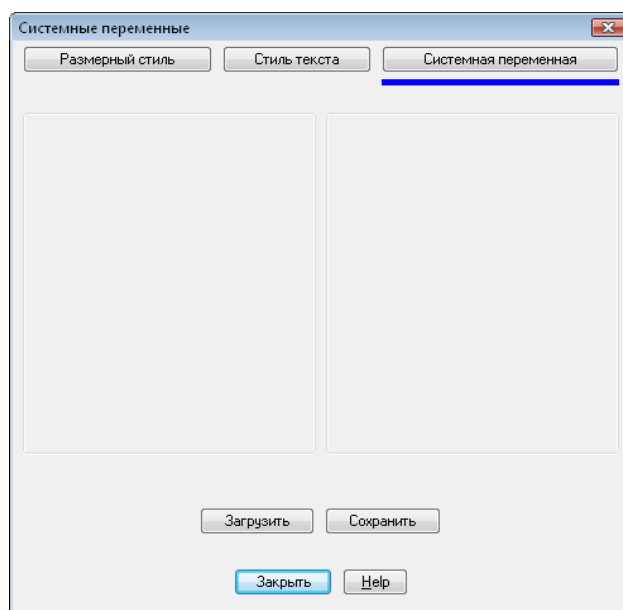 Системные переменные
Размерный стиль Стиль текста Системная переменная
Загрузить Сохранить
Закрыть Help